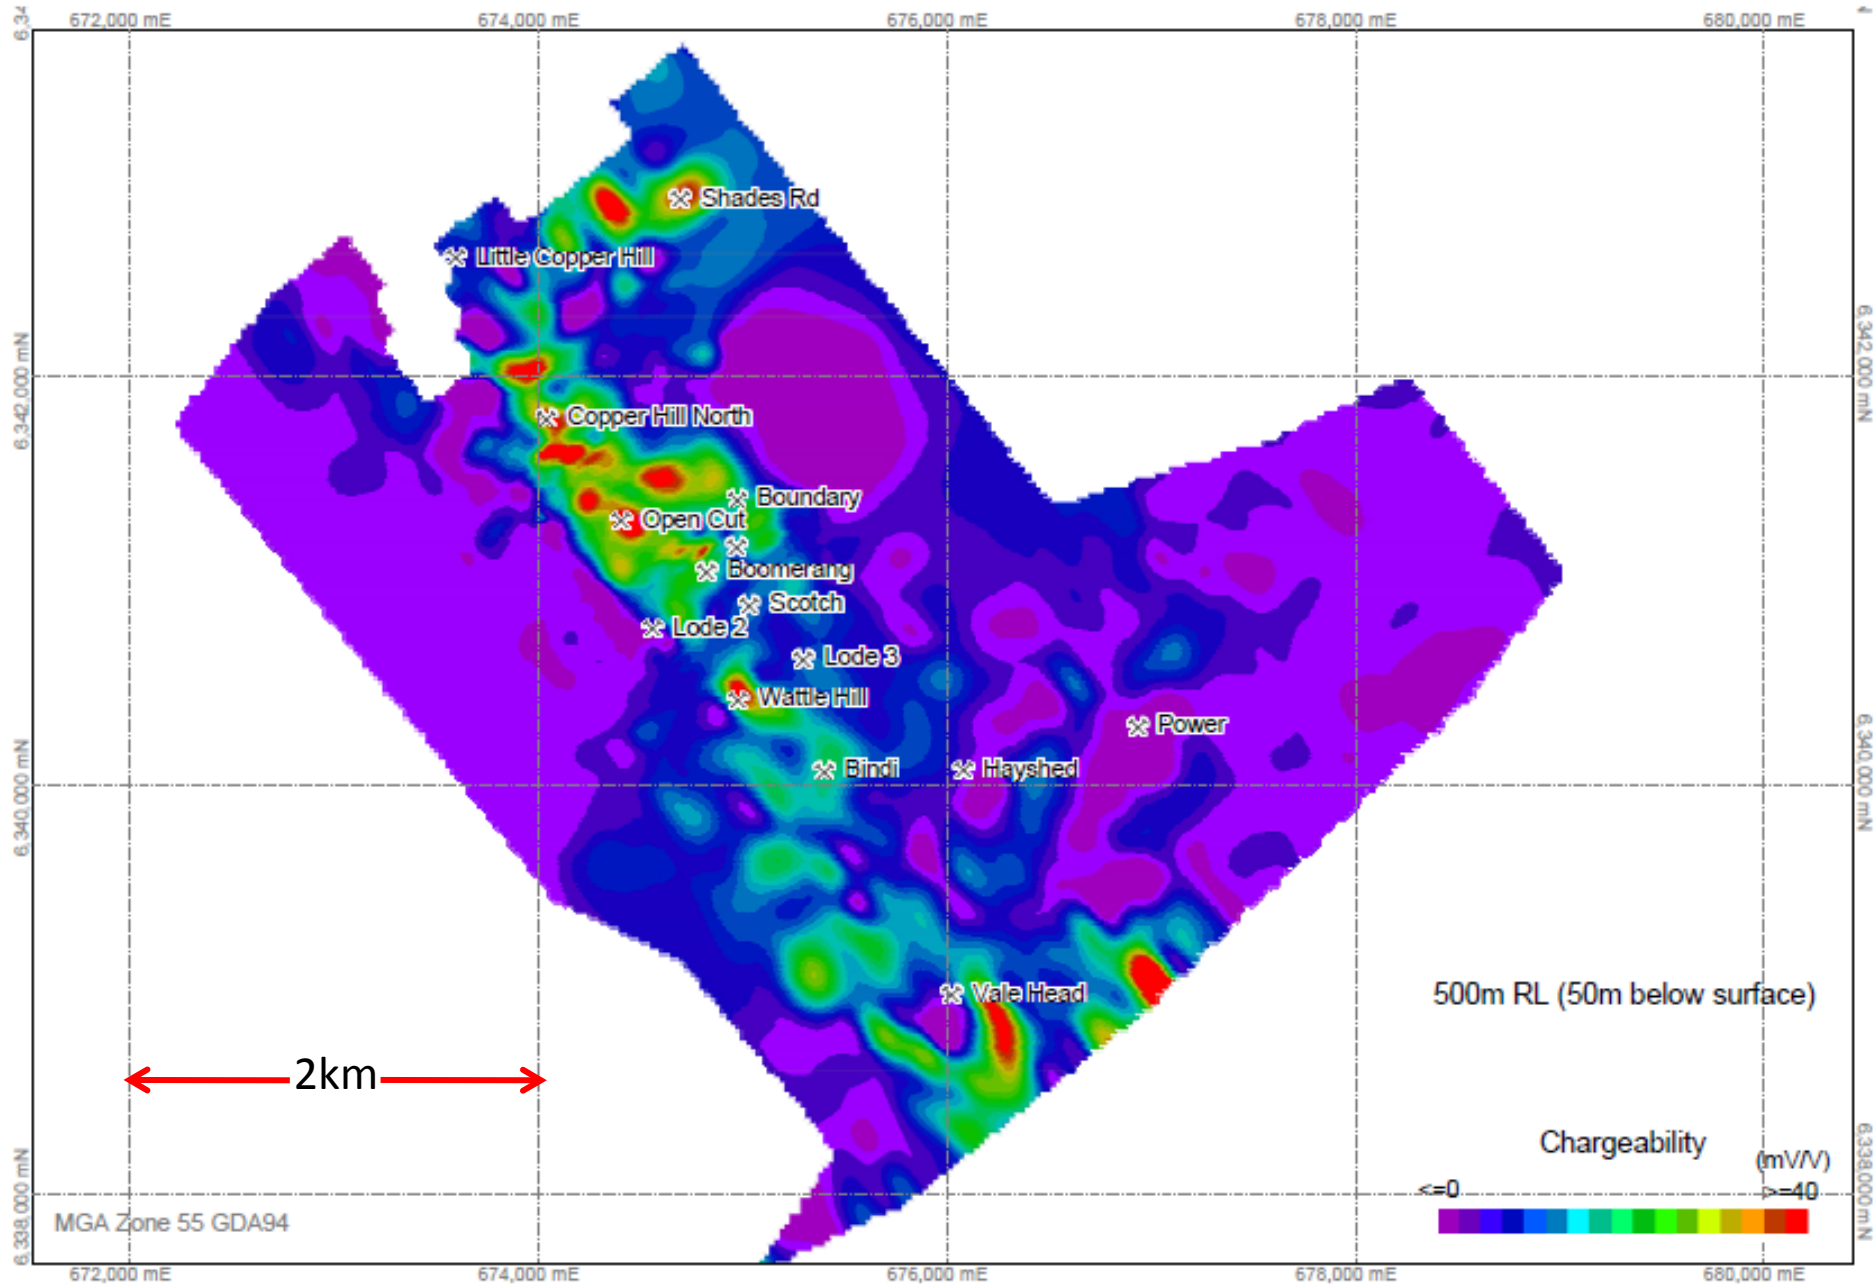 672,000 mE
674,000 mE
676,000 mE
678,000 mE
680,000 mE
Shades Rd
Little Copper Hill
6,342,000 mN
6,342,000 mN
Copper Hill North
Boundary
Open Cut
Boomerang
Scotch
Lode 2
Lode 3
Wattle Hill
Power
Bindi
Hayshed
6,340,000 mN
6,340,000 mN
Vale Head
500m RL (50m below surface)
2km
Chargeability
(mV/V)
<=0
>=40
6,338,000 mN
6,338,000 mN
MGA Zone 55 GDA94
672,000 mE
674,000 mE
676,000 mE
678,000 mE
680,000 mE